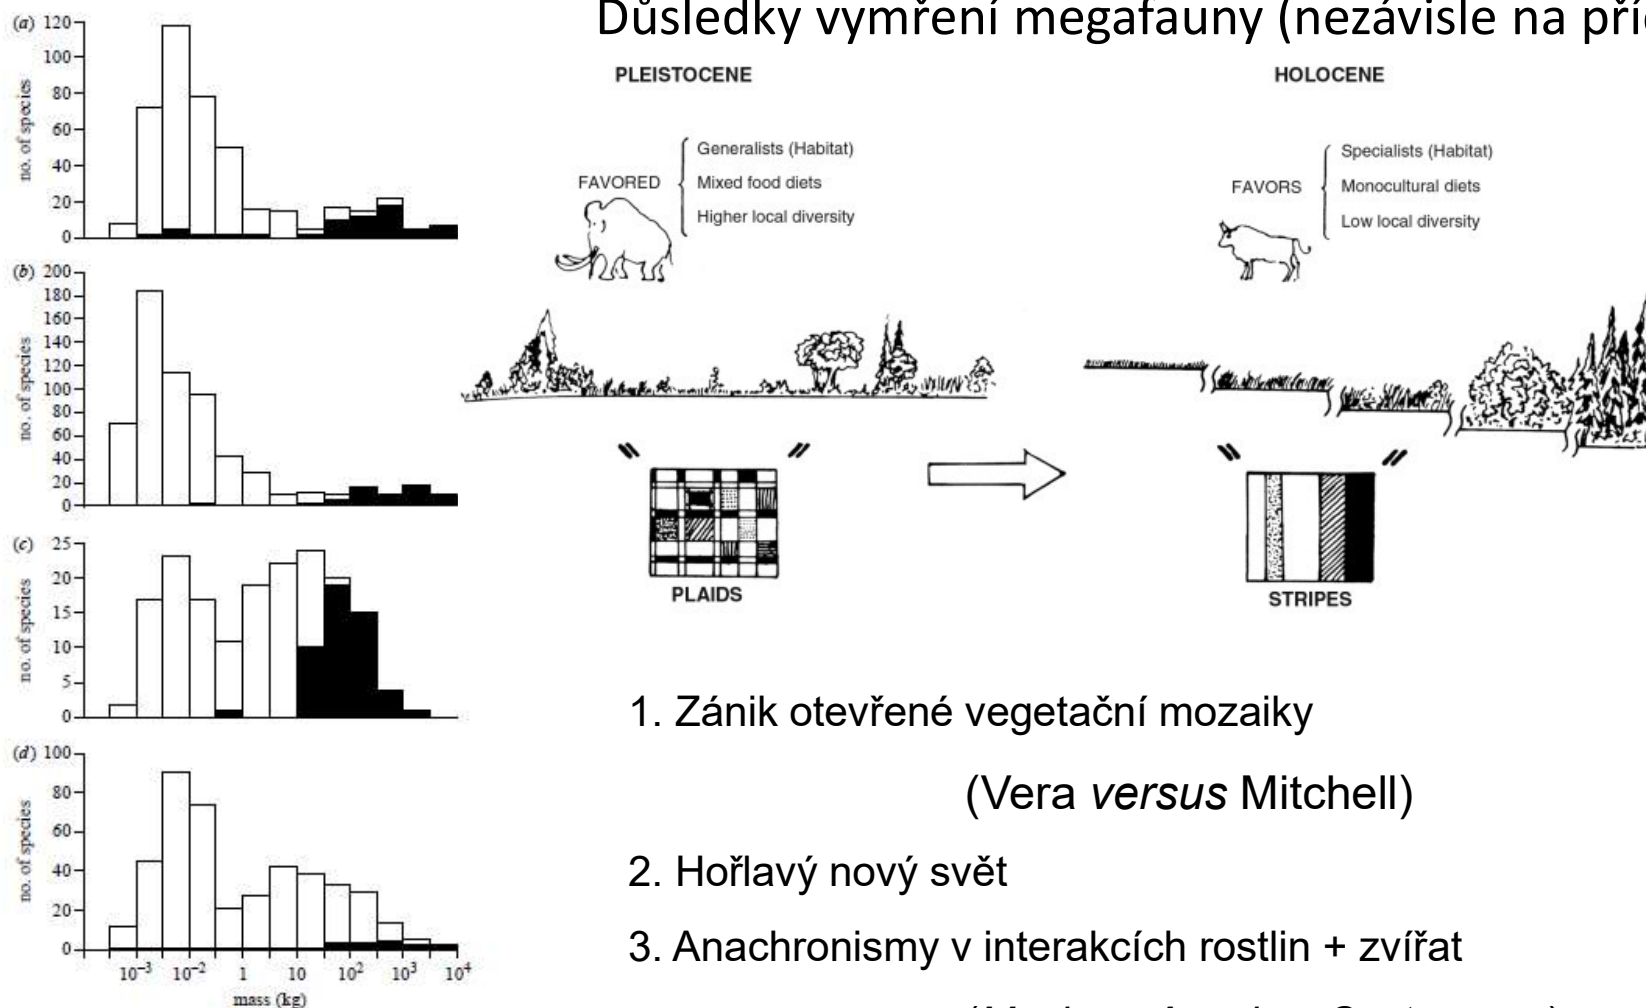 Důsledky vymření megafauny (nezávisle na
(a) 120
100
80
60
40
20
0
no. of species
(b) 200
180
160
140
120
100
80
60
40
20
0
no. of species
(c) 25
20
15
10
5
0
no. of species
(d) 100
80
60
40
20
0
no. of species
10⁻³ 10⁻² 1 10 10² 10³ 10⁴
mass (kg)
PLEISTOCENE
FAVORED
Generalists (Habitat)
Mixed food diets
Higher local diversity
PLAIDS
HOLOCENE
FAVORS
Specialists (Habitat)
Monocultural diets
Low local diversity
STRIPES
1. Zánik otevřené vegetační mozaiky
(Vera versus Mitchell)
2. Hořlavý nový svět
3. Anachronismy v interakcích rostlin + zvířat